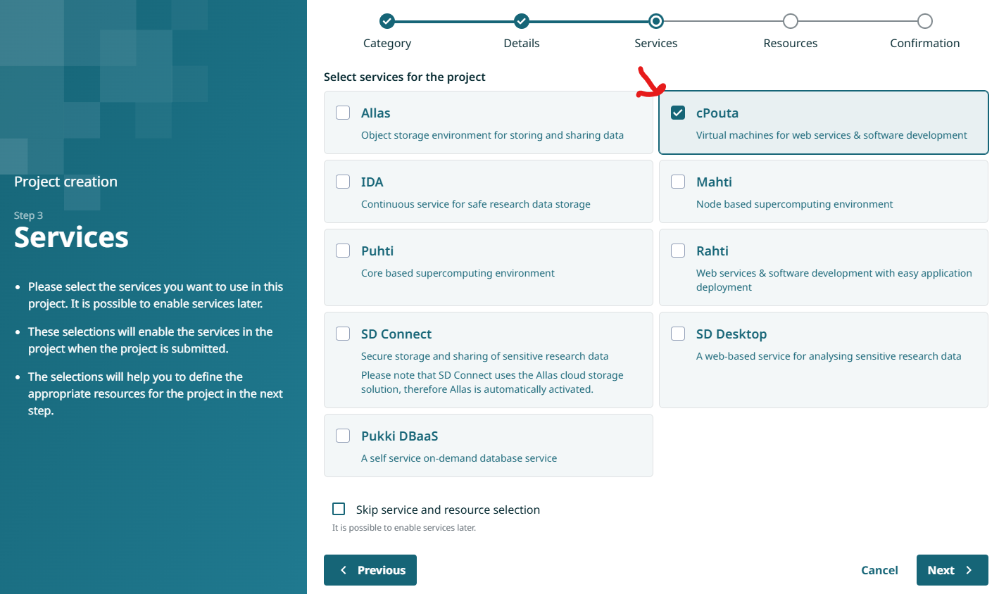 Category
Details
Services
Resources
Confirmation
Project creation
Step 3
Services
Please select the services you want to use in this
project. It is possible to enable services later.
These selections will enable the services in the
project when the project is submitted.
The selections will help you to define the
appropriate resources for the project in the next
step.
Select services for the project
Allas
Object storage environment for storing and sharing data
cPouta
Virtual machines for web services & software development
IDA
Continuous service for safe research data storage
Mahti
Node based supercomputing environment
Puhti
Core based supercomputing environment
Rahti
Web services & software development with easy application
deployment
SD Connect
Secure storage and sharing of sensitive research data
Please note that SD Connect uses the Allas cloud storage
solution, therefore Allas is automatically activated.
SD Desktop
A web-based service for analysing sensitive research data
Pukki DBaaS
A self service on-demand database service
Skip service and resource selection
It is possible to enable services later.
Previous
Cancel
Next